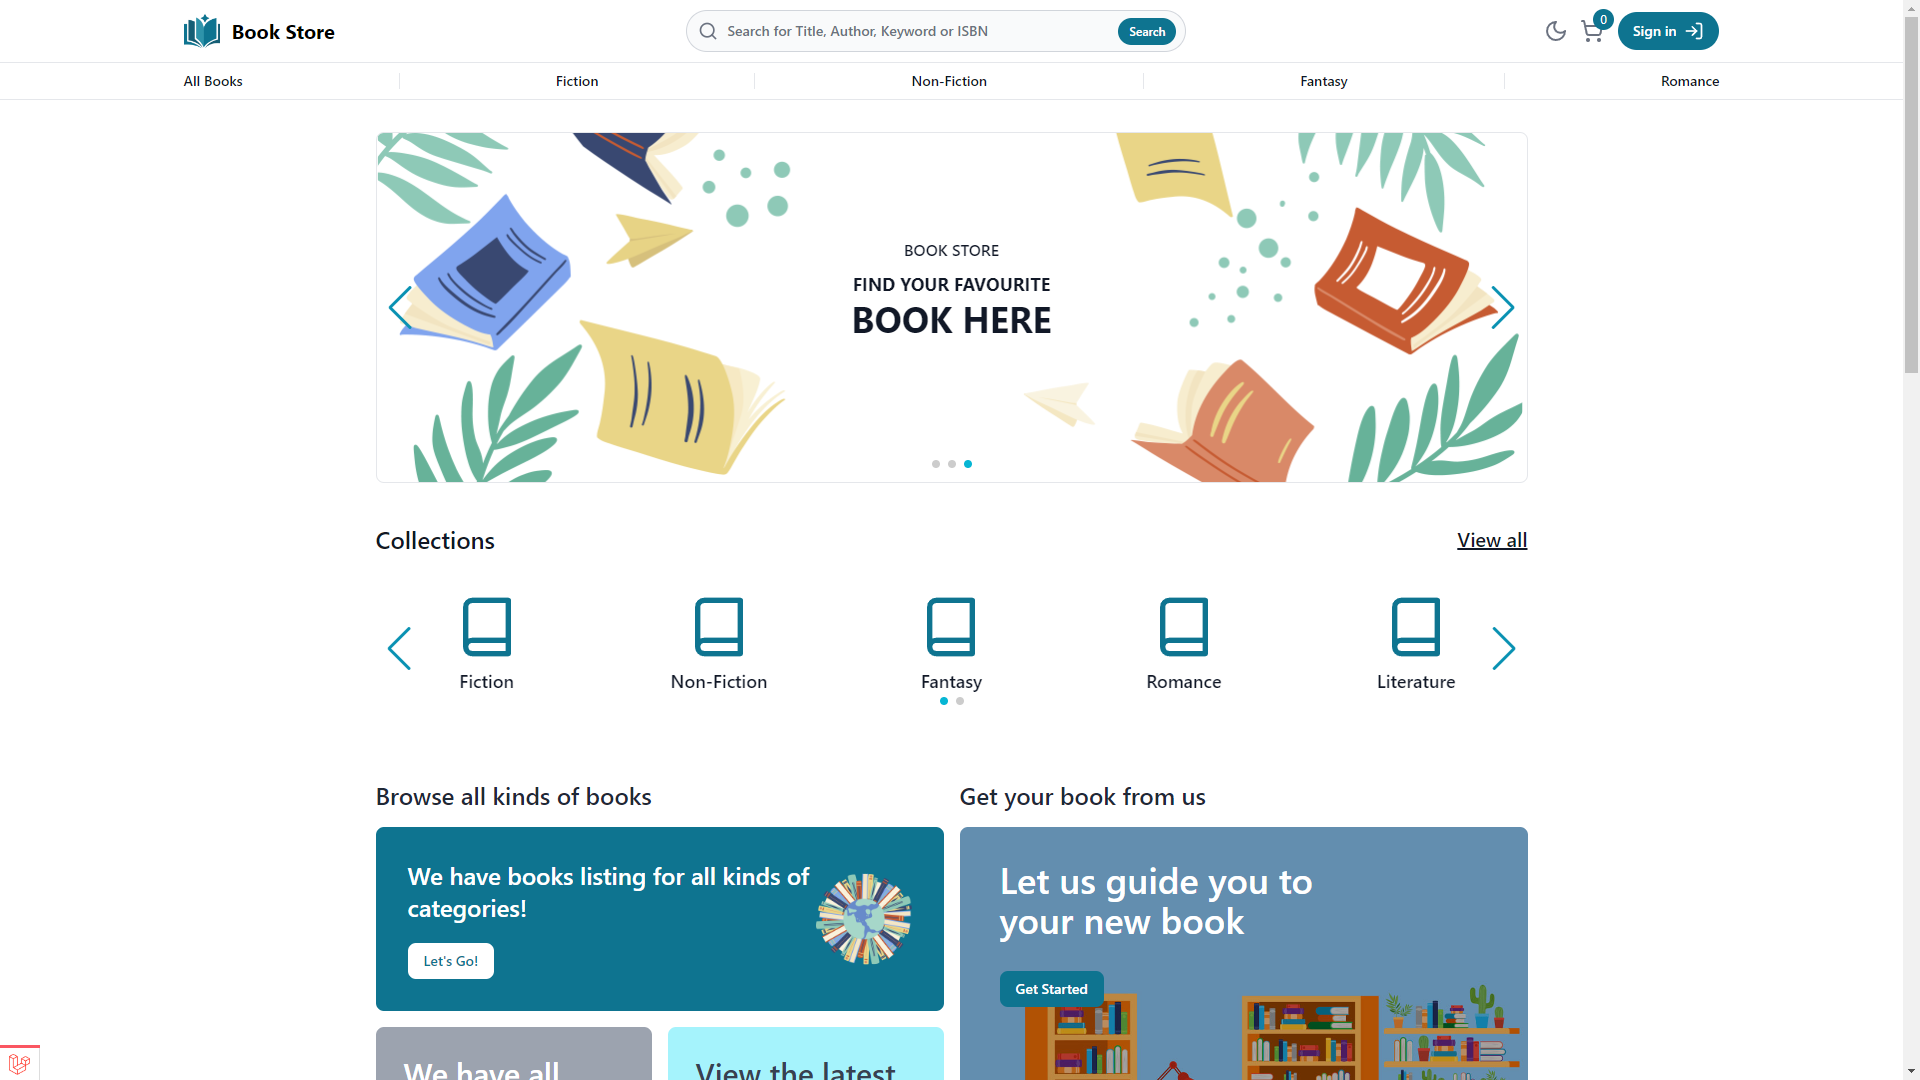 Book Store
Search for Title, Author, Keyword or ISBN
Search
0
Sign in
All Books
Fiction
Non-Fiction
Fantasy
Romance
BOOK STORE
FIND YOUR FAVOURITE
BOOK HERE
Collections
View all
Fiction
Non-Fiction
Fantasy
Romance
Literature
Browse all kinds of books
Get your book from us
We have books listing for all kinds of
categories!
Let's Go!
Let us guide you to
your new book
Get Started
We have all
View the latest